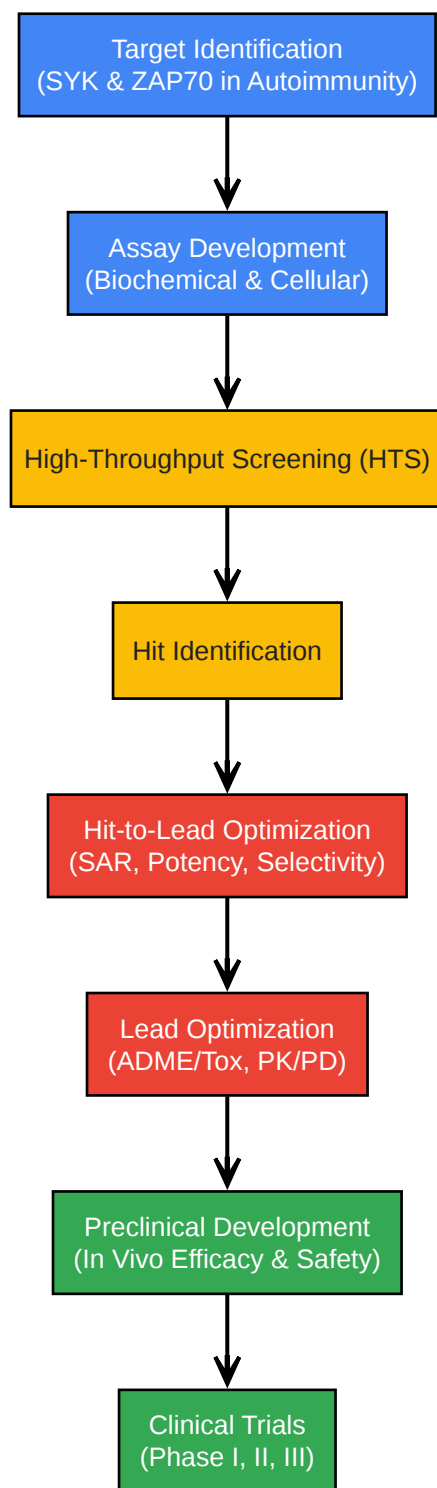 Target Identification
(SYK & ZAP70 in Autoimmunity)
Assay Development
(Biochemical & Cellular)
High-Throughput Screening (HTS)
Hit Identification
Hit-to-Lead Optimization
(SAR, Potency, Selectivity)
Lead Optimization
(ADME/Tox, PK/PD)
Preclinical Development
(In Vivo Efficacy & Safety)
Clinical Trials
(Phase I, II, III)